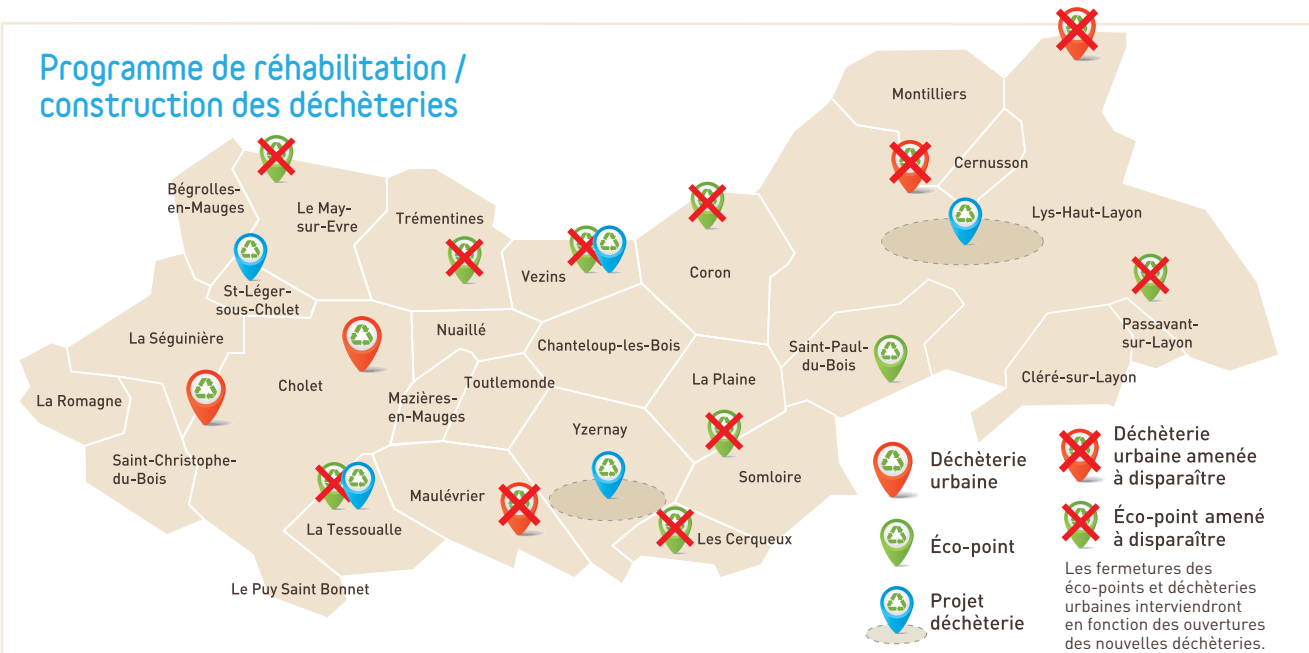 Programme de réhabilitation /
construction des déchèteries
Montilliers
Cernusson
Bégrolles-
en-Mauges
Le May-
sur-Evre
Trémentines
Lys-Haut-Layon
Vezins
Coron
St-Léger-
sous-Cholet
La Séguinière
Nuaillé
Chanteloup-les-Bois
Saint-Paul-
du-Bois
Passavant-
sur-Layon
Cholet
Toutlemonde
La Plaine
Cléré-sur-Layon
La Romagne
Mazières-
en-Mauges
Yzernay
Saint-Christophe-
du-Bois
Somloire
Maulévrier
La Tessoualle
Les Cerqueux
Le Puy Saint Bonnet
Déchèterie
urbaine
Éco-point
Projet
déchèterie
Déchèterie
urbaine amenée
à disparaître
Éco-point amené
à disparaître
Les fermetures des
éco-points et déchèteries
urbaines interviendront
en fonction des ouvertures
des nouvelles déchèteries.